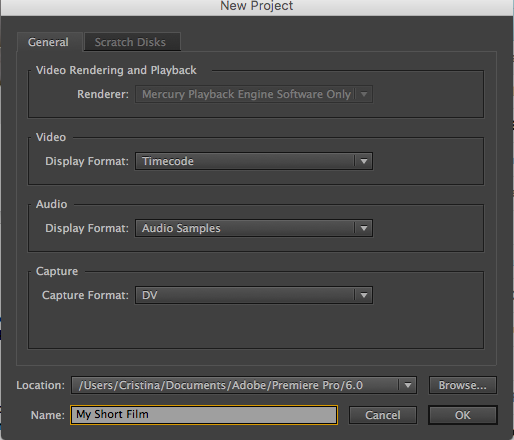 New Project
General Scratch Disks
Video Rendering and Playback
Renderer: Mercury Playback Engine Software Only
Video
Display Format: Timecode
Audio
Display Format: Audio Samples
Capture
Capture Format: DV
Location: /Users/Cristina/Documents/Adobe/Premiere Pro/6.0 Browse...
Name: My Short Film Cancel OK